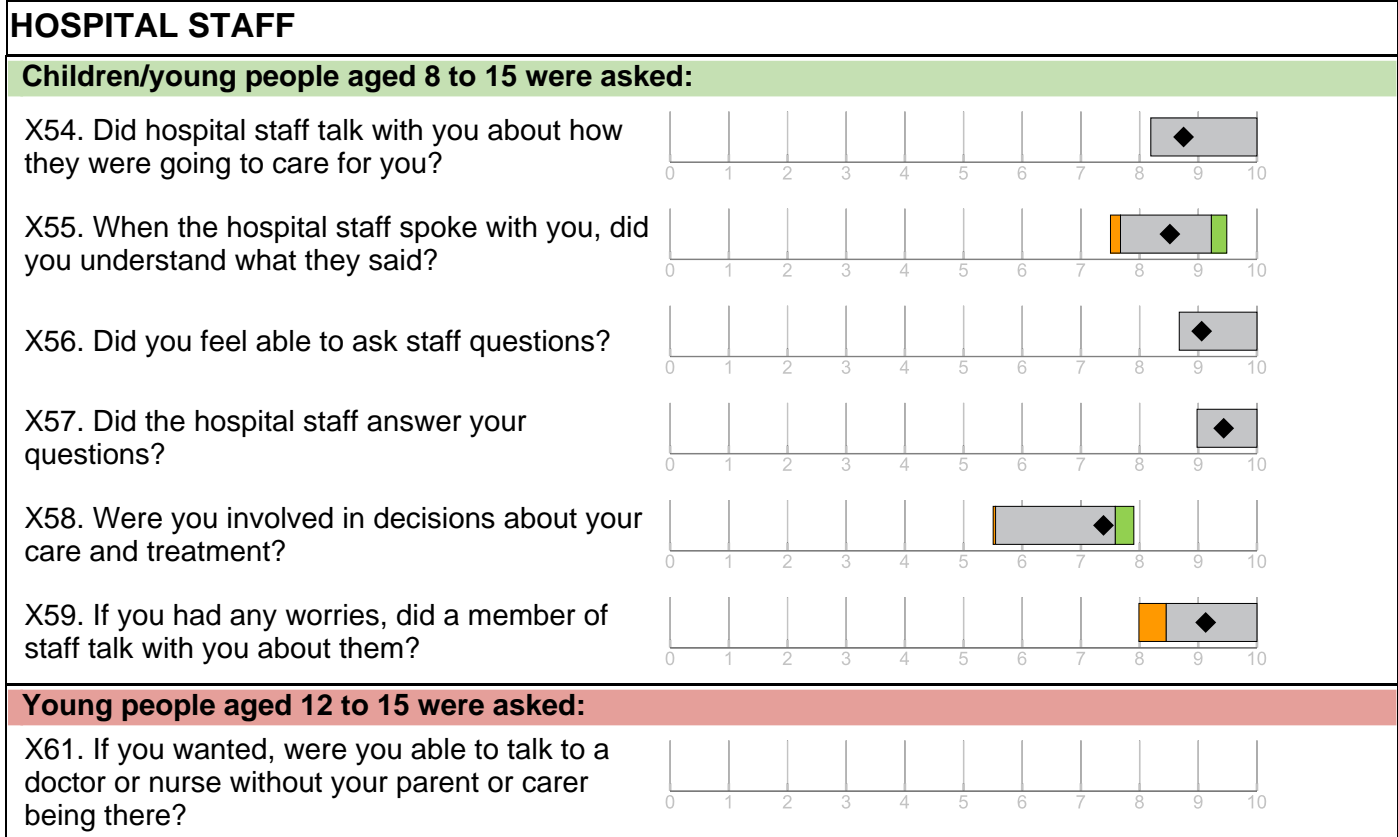 HOSPITAL STAFF
Children/young people aged 8 to 15 were asked:
X54. Did hospital staff talk with you about how
they were going to care for you?
0 1 2 3 4 5 6 7 8 9 10
X55. When the hospital staff spoke with you, did
you understand what they said?
0 1 2 3 4 5 6 7 8 9 10
X56. Did you feel able to ask staff questions?
0 1 2 3 4 5 6 7 8 9 10
X57. Did the hospital staff answer your
questions?
0 1 2 3 4 5 6 7 8 9 10
X58. Were you involved in decisions about your
care and treatment?
0 1 2 3 4 5 6 7 8 9 10
X59. If you had any worries, did a member of
staff talk with you about them?
0 1 2 3 4 5 6 7 8 9 10
Young people aged 12 to 15 were asked:
X61. If you wanted, were you able to talk to a
doctor or nurse without your parent or carer
being there?
0 1 2 3 4 5 6 7 8 9 10